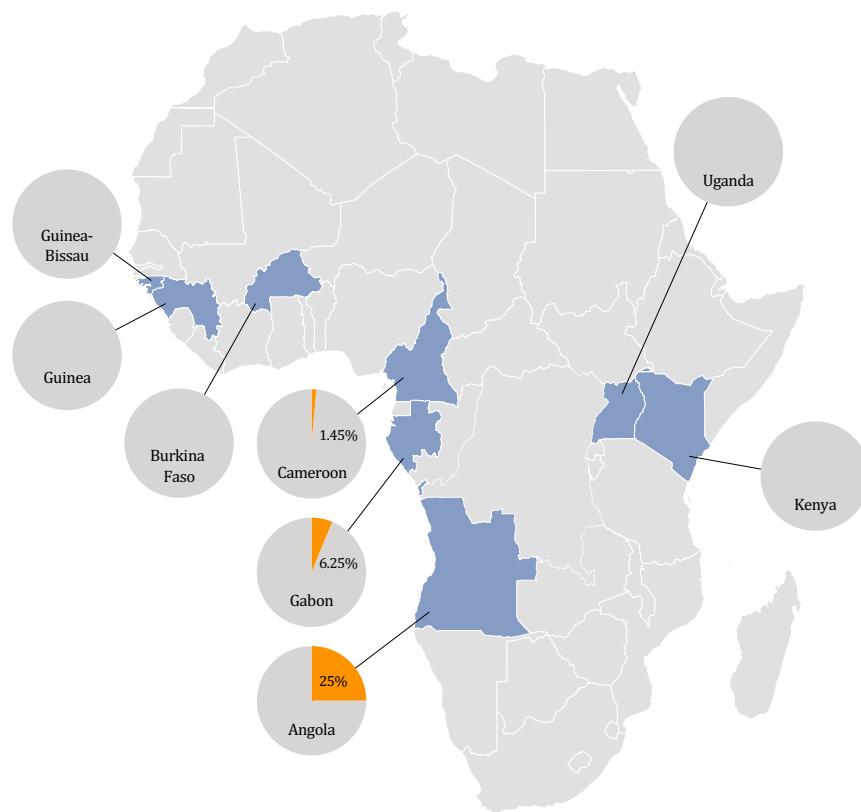 Uganda
Guinea-
Bissau
Guinea
Burkina
Faso
1.45%
Cameroon
Kenya
6.25%
Gabon
25%
Angola